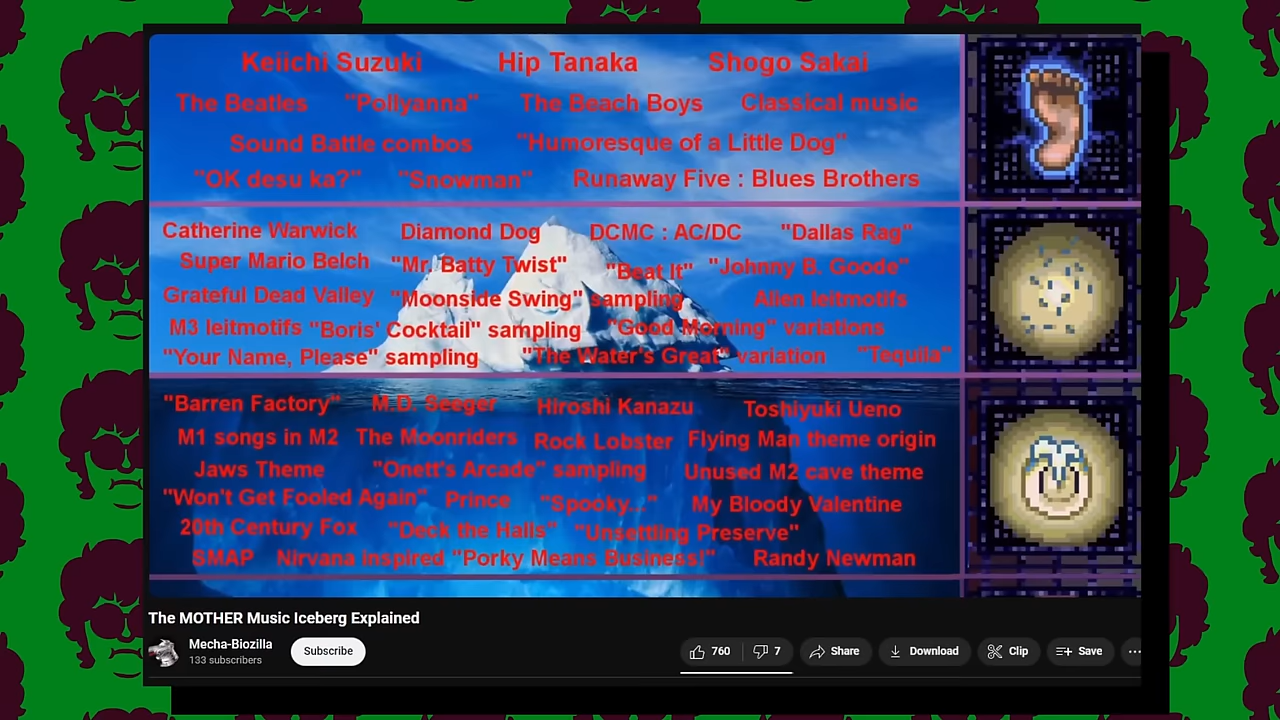 Keiichi Suzuki Hip Tanaka Shogo Sakai
The Beatles "Pollyanna" The Beach Boys Classical music
Sound Battle combos "Humoresque of a Little Dog"
"OK desu ka?" "Snowman" Runaway Five : Blues Brothers
Catherine Warwick Diamond Dog DCMC : AC/DC "Dallas Rag"
Super Mario Belch "Mr. Batty Twist" "Beat It" "Johnny B. Goode"
Grateful Dead Valley "Moonside Swing" sampling Alien leitmotifs
M3 leitmotifs "Boris' Cocktail" sampling "Good Morning" variations
"Your Name, Please" sampling "The Water's Great" variation "Tequila"
"Barren Factory" M.D. Seeger Hiroshi Kanazu Toshiyuki Ueno
M1 songs in M2 The Moonriders Rock Lobster Flying Man theme origin
Jaws Theme "Onett's Arcade" sampling Unused M2 cave theme
"Won't Get Fooled Again" Prince "Spooky..." My Bloody Valentine
20th Century Fox "Deck the Halls" "Unsettling Preserve"
SMAP Nirvana inspired "Porky Means Business!" Randy Newman
The MOTHER Music Iceberg Explained
Mecha-Biozilla
133 subscribers
Subscribe
760 7 Share Download Clip Save